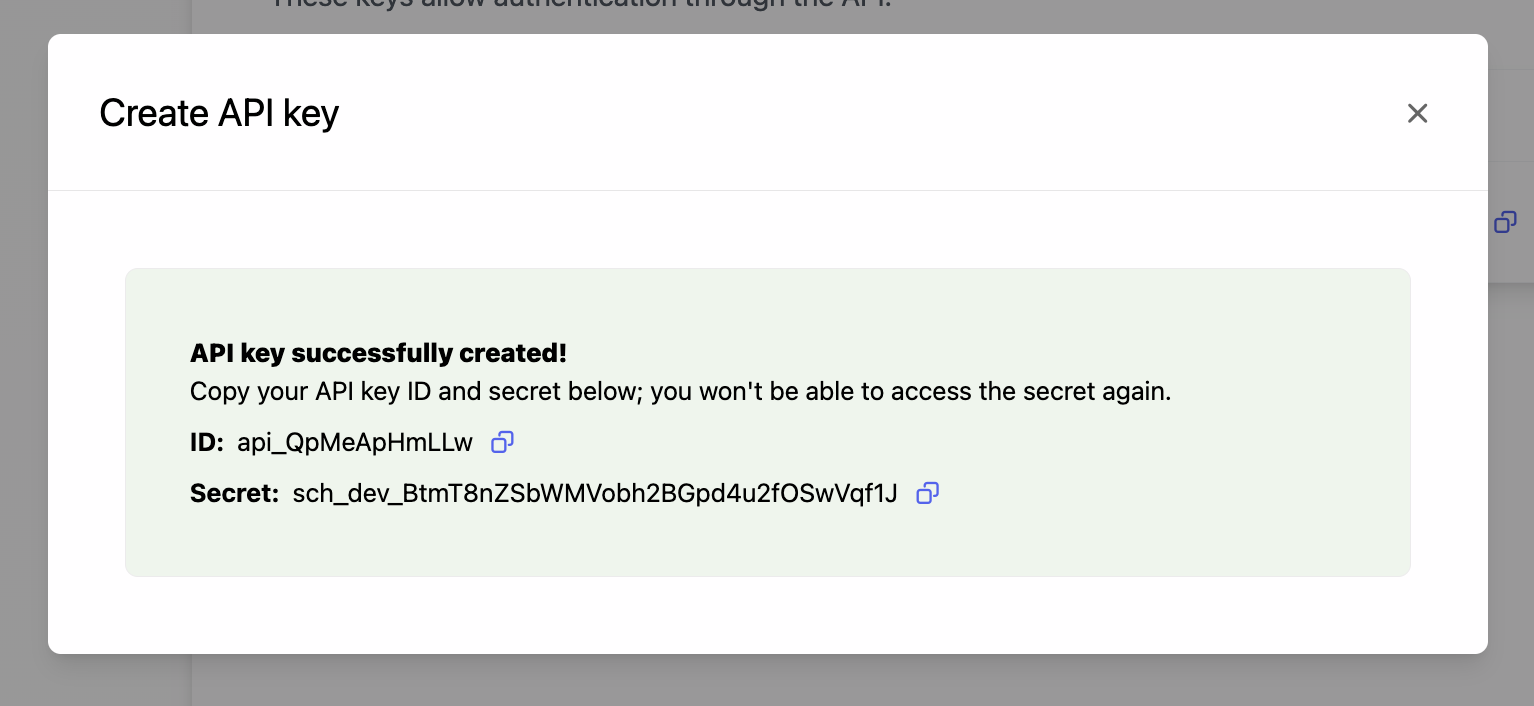 These keys allow authentication through the API.
Create API key
API key successfully created!
Copy your API key ID and secret below; you won't be able to access the secret again.
ID: api_QpMeApHmLLw
Secret: sch_dev_BtmT8nZSbWMVobh2BGpd4u2fOSwVqf1J